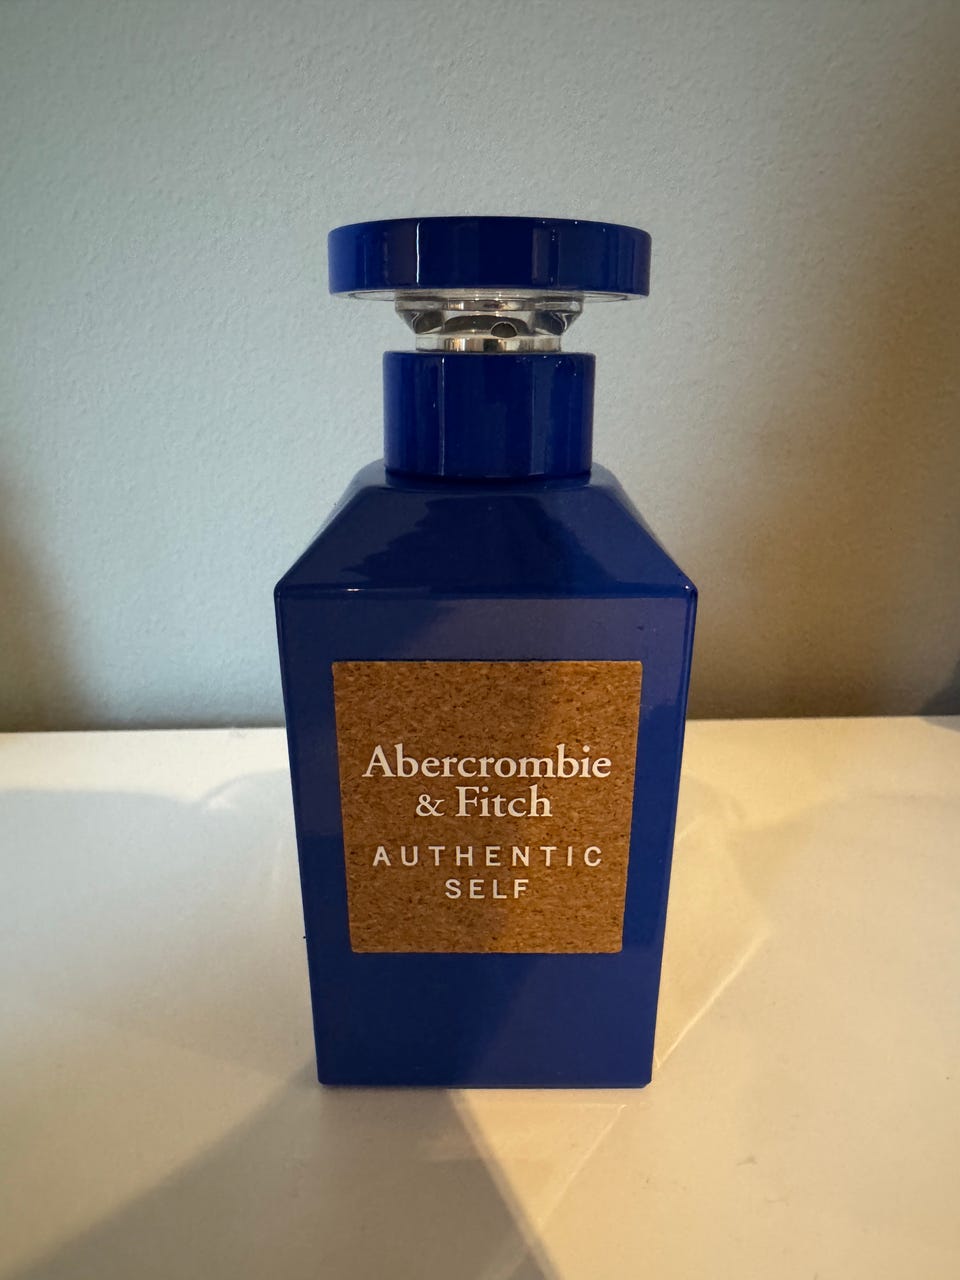 Abercrombie
& Fitch
AUTHENTIC
SELF